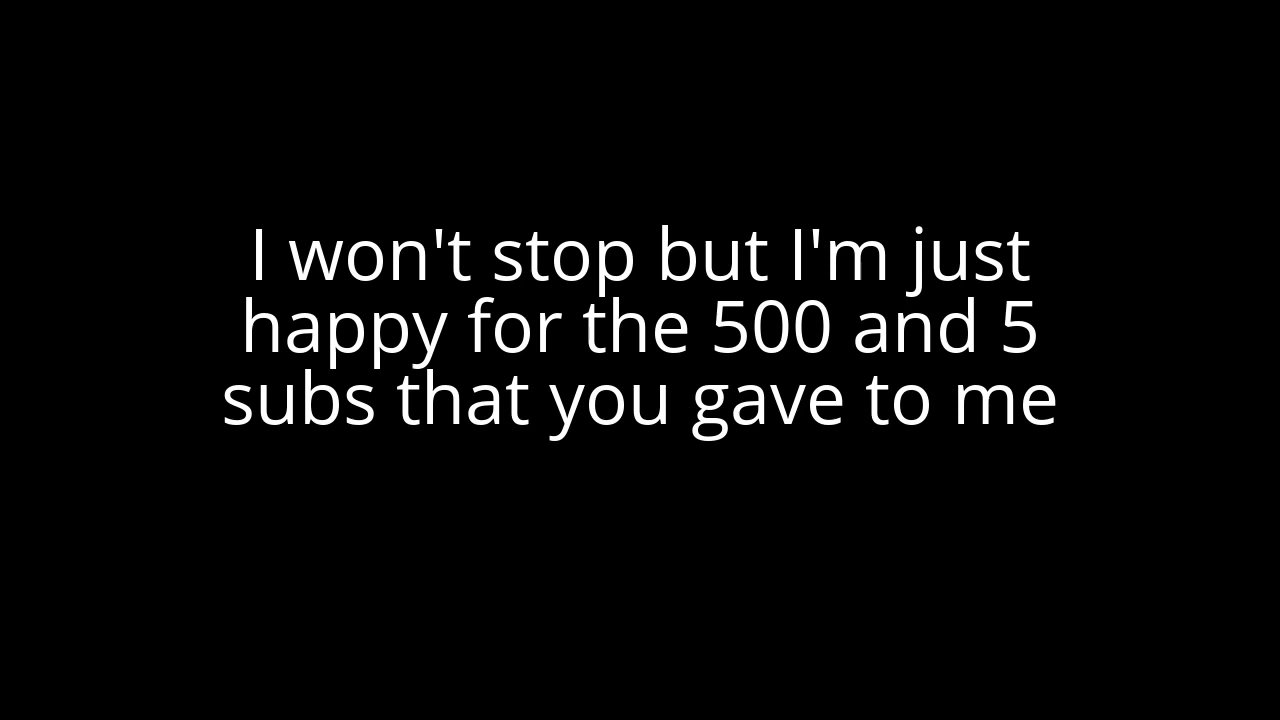 I won't stop but I'm just
happy for the 500 and 5
subs that you gave to me